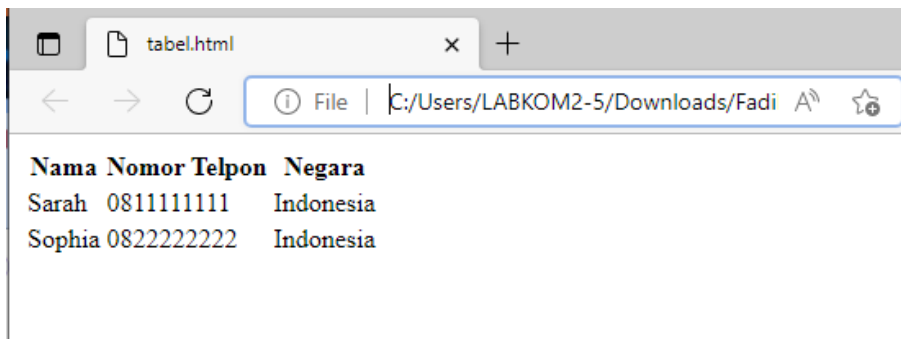 tabel.html
File C:/Users/LABKOM2-5/Downloads/Fadi
Nama Nomor Telpon Negara
Sarah 0811111111 Indonesia
Sophia 0822222222 Indonesia